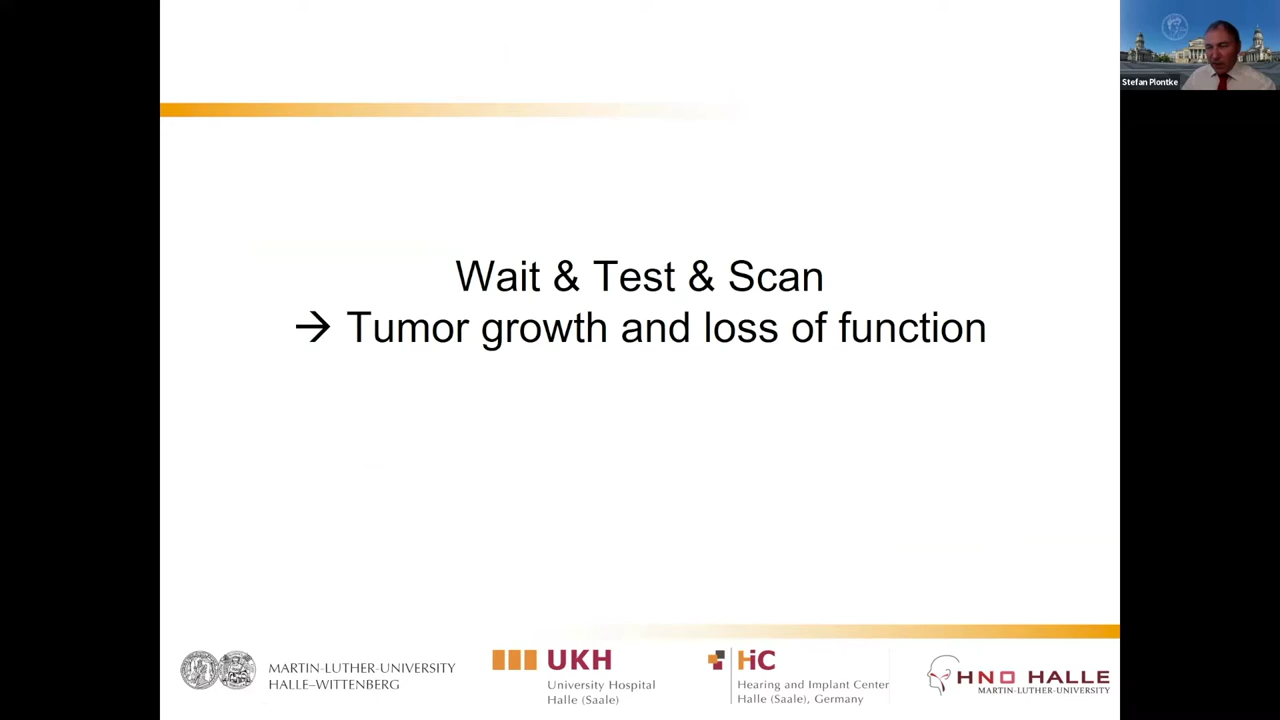 Stefan Plontke
Wait & Test & Scan
→ Tumor growth and loss of function
MARTIN-LUTHER-UNIVERSITY
HALLE–WITTENBERG
UKH
University Hospital
Halle (Saale)
HiC
Hearing and Implant Center
Halle (Saale), Germany
HNO HALLE
MARTIN-LUTHER-UNIVERSITY